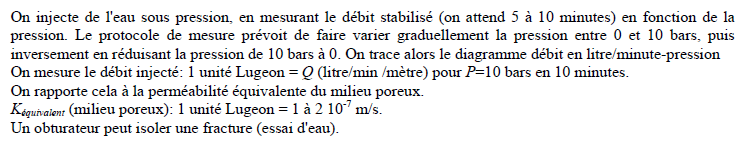 On injecte de l'eau sous pression, en mesurant le débit stabilisé (on attend 5 à 10 minutes) en fonction de la
pression. Le protocole de mesure prévoit de faire varier graduellement la pression entre 0 et 10 bars, puis
inversement en réduisant la pression de 10 bars à 0. On trace alors le diagramme débit en litre/minute-pression
On mesure le débit injecté: 1 unité Lugeon = Q (litre/min /mètre) pour P=10 bars en 10 minutes.
On rapporte cela à la perméabilité équivalente du milieu poreux.
Kéquivalent (milieu poreux): 1 unité Lugeon = 1 à 2 10⁻⁷ m/s.
Un obturateur peut isoler une fracture (essai d'eau).